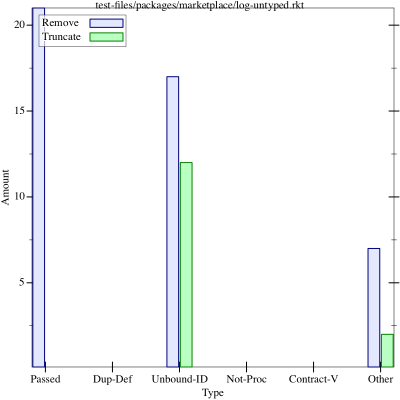 test-files/packages/marketplace/log-untyped.rkt
Remove
Truncate
20
15
10
5
Amount
Passed Dup-Def Unbound-ID Not-Proc Contract-V Other
Type